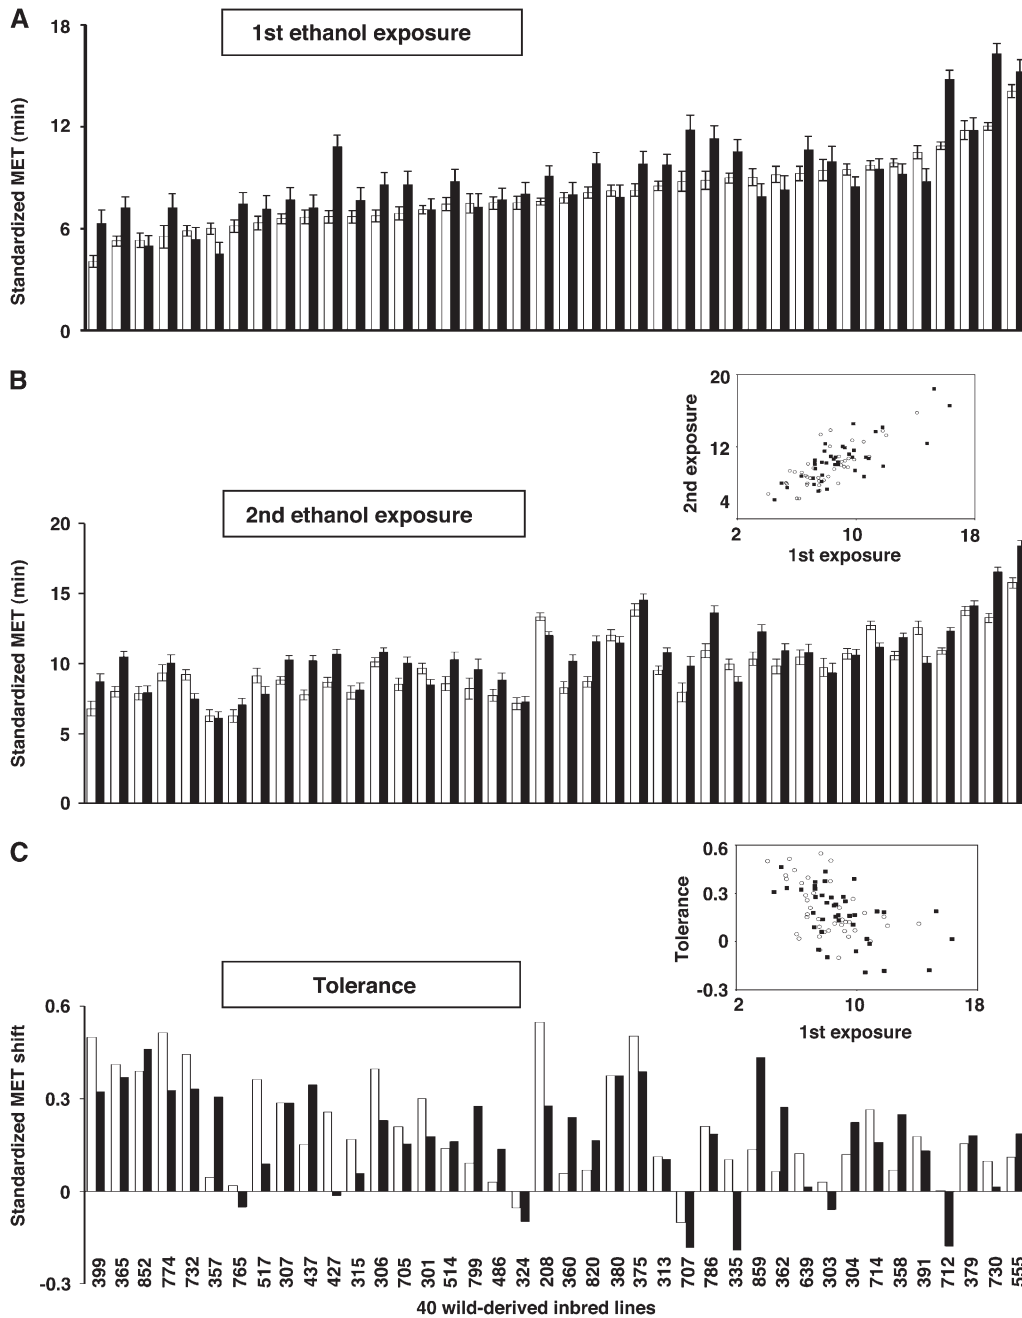 A
18
12
6
0
Standardized MET (min)
1st ethanol exposure
B
20
15
10
5
0
Standardized MET (min)
2nd ethanol exposure
20
12
4
2nd exposure
2
10
18
1st exposure
C
0.6
0.3
0
-0.3
Standardized MET shift
Tolerance
0.6
0.3
0
-0.3
Tolerance
2
10
18
1st exposure
399 365 852 774 732 357 765 517 307 437 427 315 306 705 301 514 799 486 324 208 360 820 380 375 313 707 786 335 859 362 639 303 304 714 358 391 712 379 730 555
40 wild-derived inbred lines